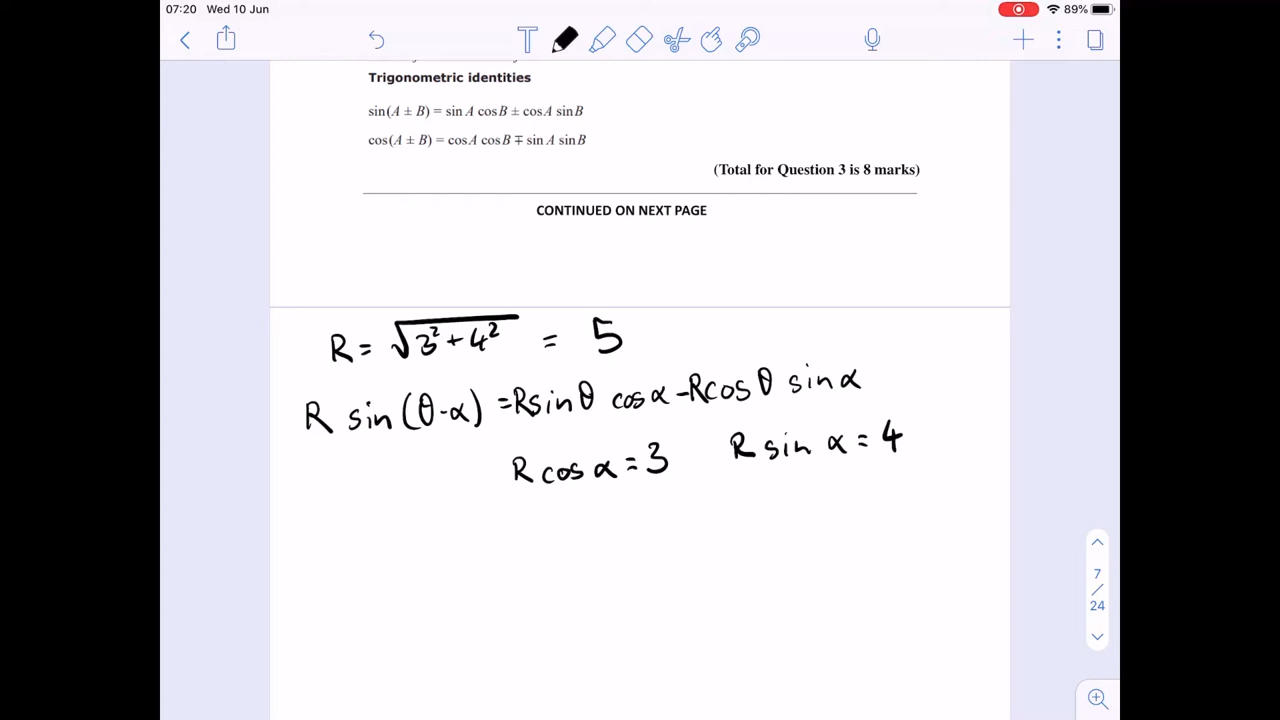 07:20 Wed 10 Jun 89%
T
Trigonometric identities
sin(A ± B) = sin A cos B ± cos A sin B
cos(A ± B) = cos A cos B ∓ sin A sin B
(Total for Question 3 is 8 marks)
CONTINUED ON NEXT PAGE
R = √3² + 4² = 5
R sin (θ-α) = R sin θ cos α - R cos θ sin α
R cos α = 3 R sin α = 4
7
/
24